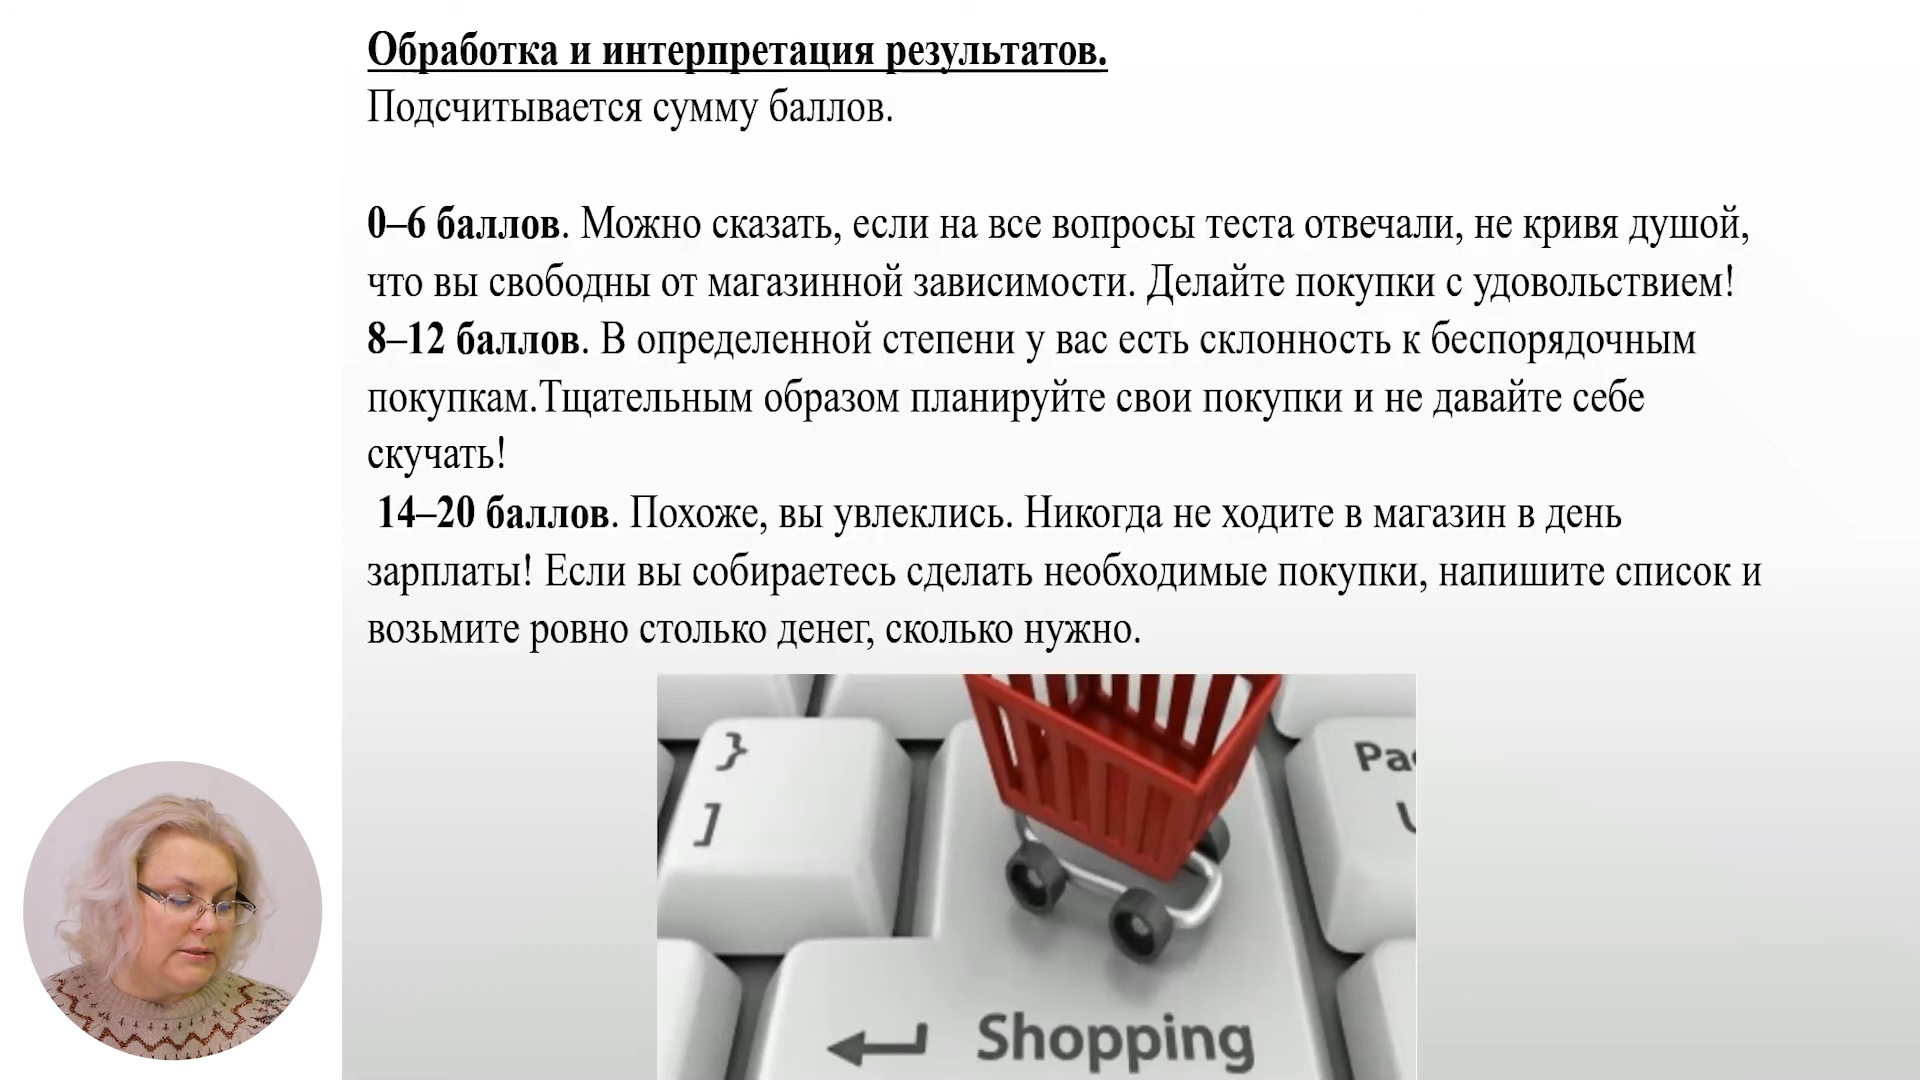 Обработка и интерпретация результатов.
Подсчитывается сумму баллов.
0–6 баллов. Можно сказать, если на все вопросы теста отвечали, не кривя душой,
что вы свободны от магазинной зависимости. Делайте покупки с удовольствием!
8–12 баллов. В определенной степени у вас есть склонность к беспорядочным
покупкам.Тщательным образом планируйте свои покупки и не давайте себе
скучать!
14–20 баллов. Похоже, вы увлеклись. Никогда не ходите в магазин в день
зарплаты! Если вы собираетесь сделать необходимые покупки, напишите список и
возьмите ровно столько денег, сколько нужно.
}
]
Shopping